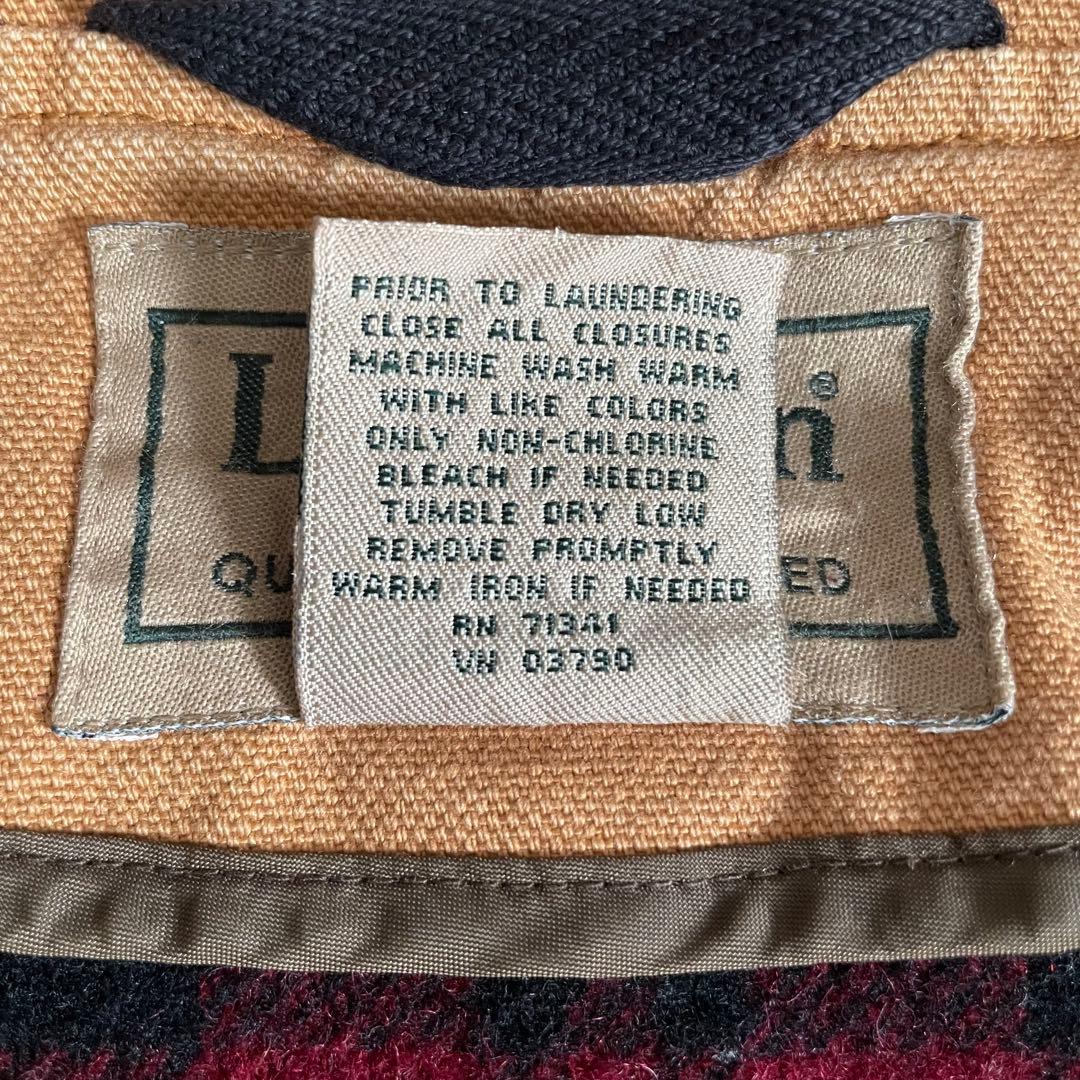 PRIOR TO LAUNDERING
CLOSE ALL CLOSURES
MACHINE WASH WARM
WITH LIKE COLORS
ONLY NON-CHLORINE
BLEACH IF NEEDED
TUMBLE DRY LOW
REMOVE PROMPTLY
WARM IRON IF NEEDED
RN 71341
VN 03790